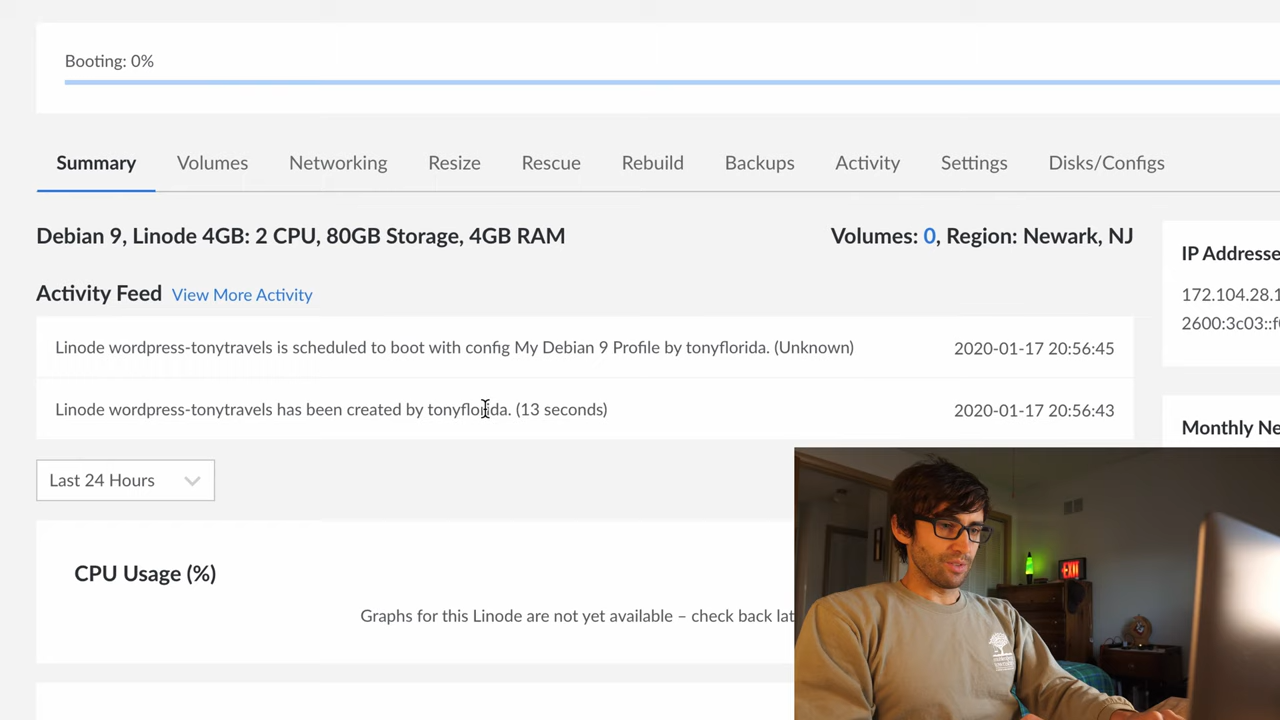 Booting: 0%
Summary Volumes Networking Resize Rescue Rebuild Backups Activity Settings Disks/Configs
Debian 9, Linode 4GB: 2 CPU, 80GB Storage, 4GB RAM
Volumes: 0, Region: Newark, NJ
IP Addresse
172.104.28.1
2600:3c03::f
Activity Feed View More Activity
Linode wordpress-tonytravels is scheduled to boot with config My Debian 9 Profile by tonyflorida. (Unknown) 2020-01-17 20:56:45
Linode wordpress-tonytravels has been created by tonyflorida. (13 seconds) 2020-01-17 20:56:43
Monthly Ne
Last 24 Hours
CPU Usage (%)
Graphs for this Linode are not yet available – check back lat